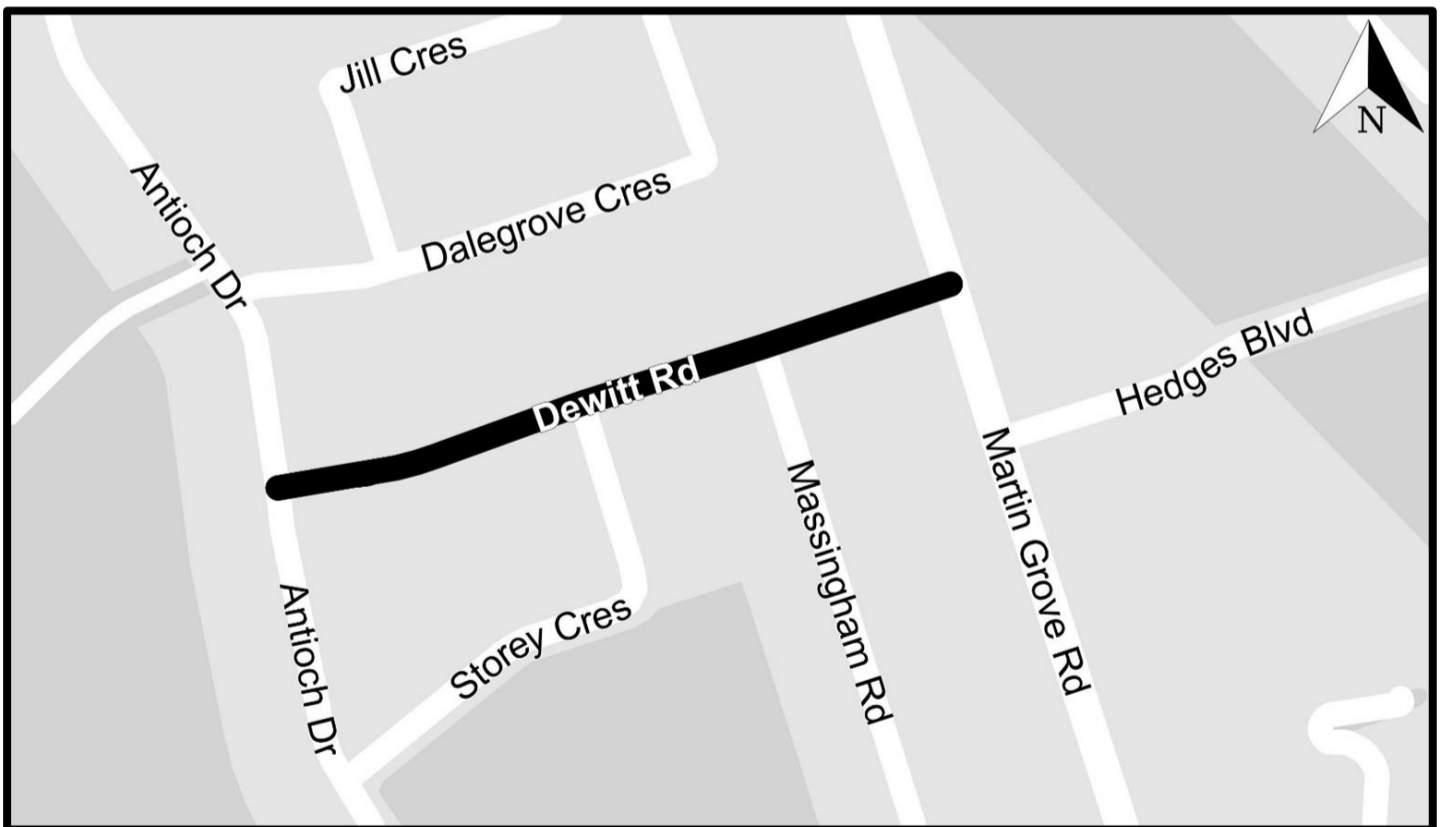 Jill Cres
N
Antioch Dr
Dalegrove Cres
Hedges Blvd
Dewitt Rd
Martin Grove Rd
Massingham Rd
Antioch Dr
Storey Cres